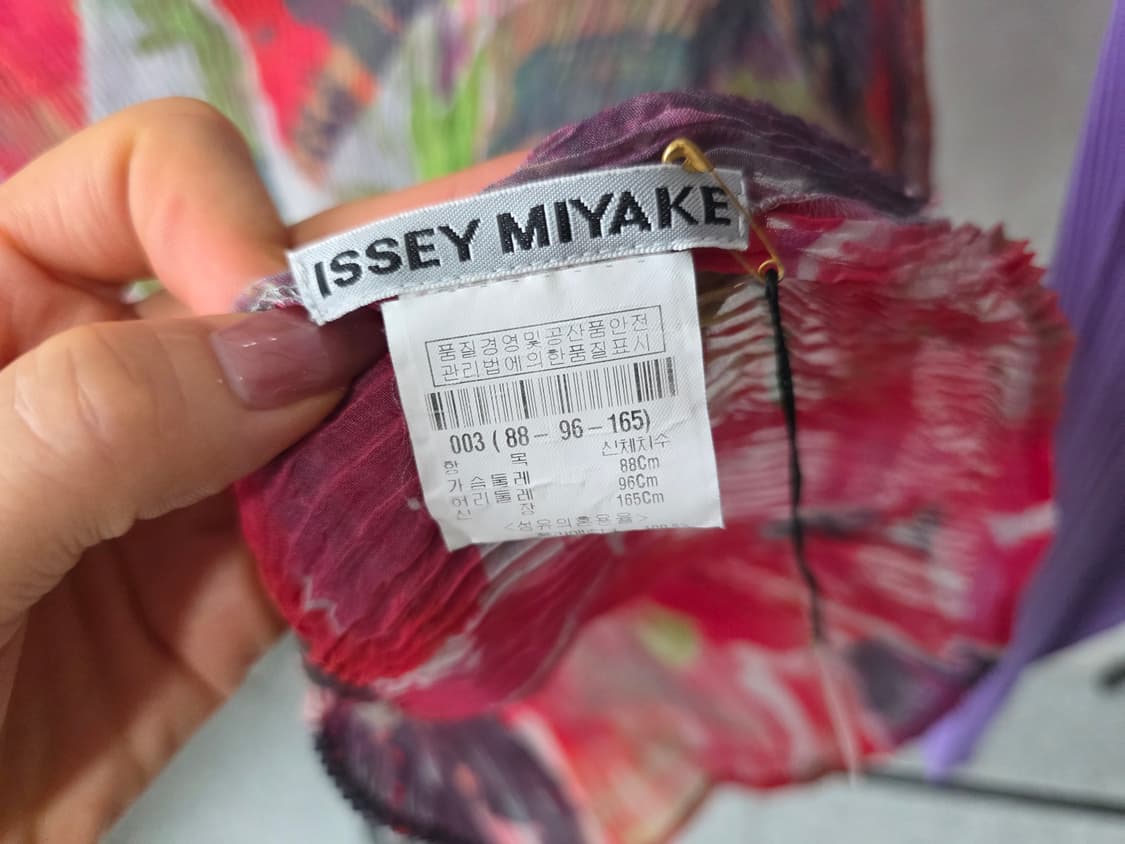 ISSEY MIYAKE
품질경영및공산품안전
관리법에의한품질표시
003 ( 88 - 96 - 165)
항 목 신체치수
가슴둘레 88Cm
허리둘레 96Cm
신 장 165Cm
<섬유의혼용율>